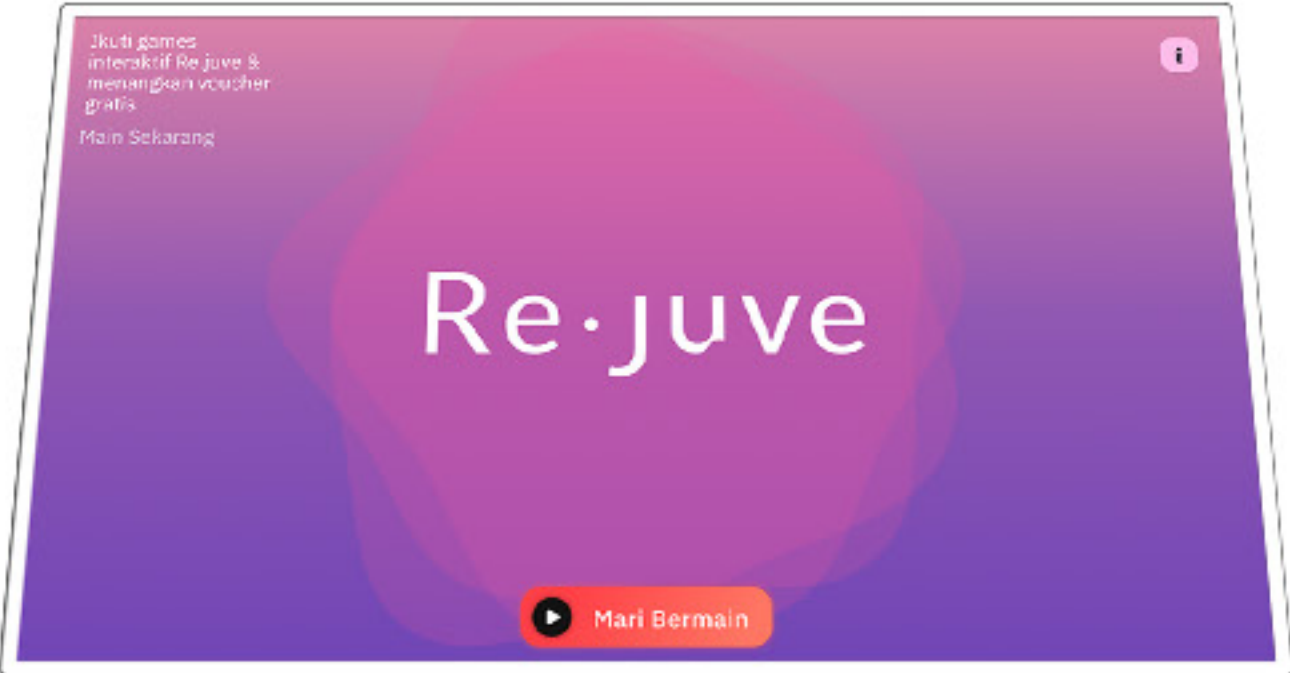 Ikuti games
interaktif Re.juve &
menangkan voucher
gratis
Main Sekarang
i
Re·juve
Mari Bermain